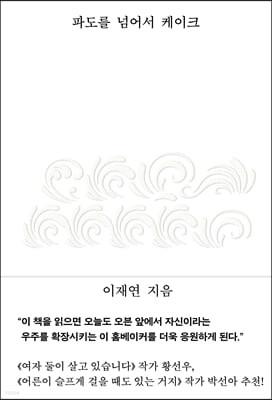 파도를 넘어서 케이크
이재연 지음
“이 책을 읽으면 오늘도 오븐 앞에서 자신이라는
우주를 확장시키는 이 홈베이커를 더욱 응원하게 된다.”
《여자 둘이 살고 있습니다》 작가 황선우,
《어른이 슬프게 걸을 때도 있는 거지》 작가 박선아 추천!